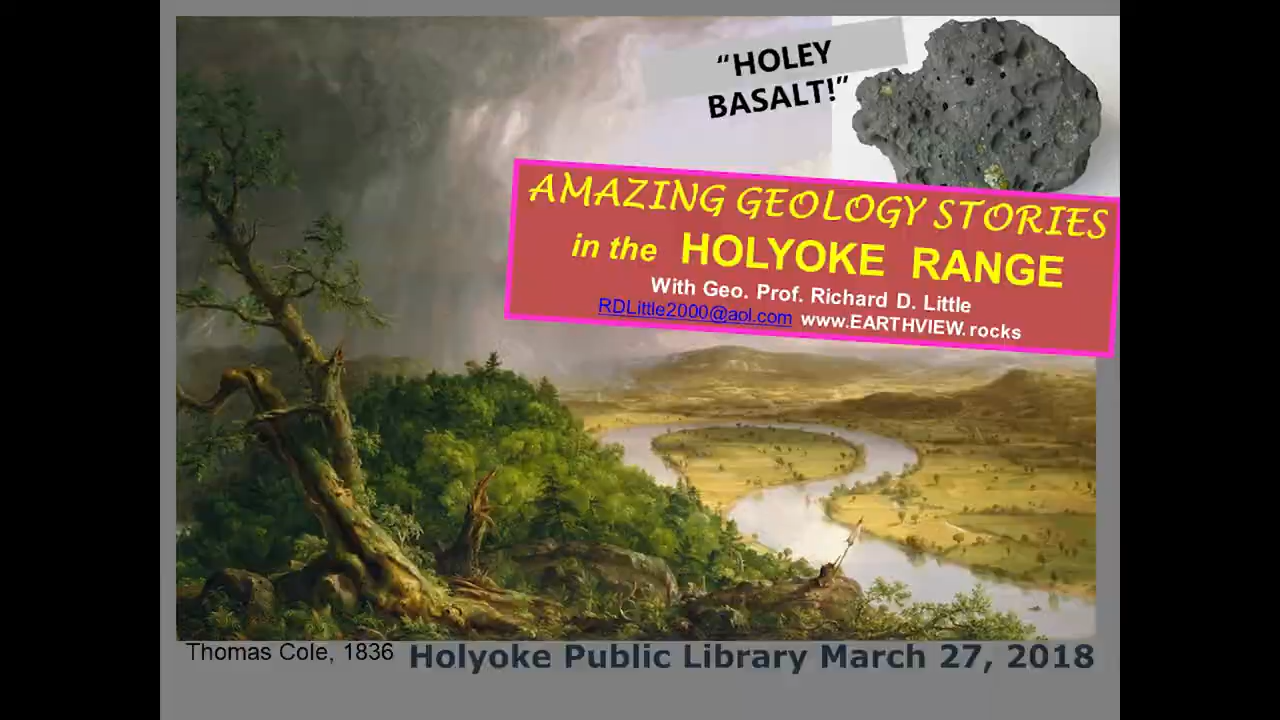 “HOLEY
BASALT!”
AMAZING GEOLOGY STORIES
in the HOLYOKE RANGE
With Geo. Prof. Richard D. Little
RDLittle2000@aol.com www.EARTHVIEW.rocks
Thomas Cole, 1836
Holyoke Public Library March 27, 2018